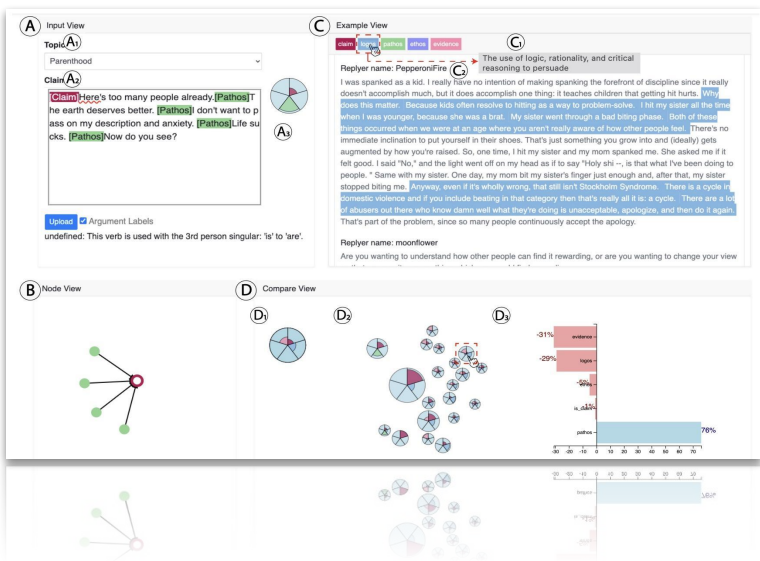 A Input View
Topic A1
Parenthood
Claim A2
[Claim]Here's too many people already.[Pathos]T
he earth deserves better. [Pathos]I don't want to p
ass on my description and anxiety. [Pathos]Life su
cks. [Pathos]Now do you see?
A3
Upload Argument Labels
undefined: This verb is used with the 3rd person singular: 'is' to 'are'.
C Example View
claim logos pathos ethos evidence
C1
The use of logic, rationality, and critical
reasoning to persuade
C2
Replyer name: PepperoniFire
I was spanked as a kid. I really have no intention of making spanking the forefront of discipline since it really
doesn't accomplish much, but it does accomplish one thing: it teaches children that getting hit hurts. Why
does this matter. Because kids often resolve to hitting as a way to problem-solve. I hit my sister all the time
when I was younger, because she was a brat. My sister went through a bad biting phase. Both of these
things occurred when we were at an age where you aren't really aware of how other people feel. There's no
immediate inclination to put yourself in their shoes. That's just something you grow into and (ideally) gets
augmented by how you're raised. So, one time, I hit my sister and my mom spanked me. She asked me if it
felt good. I said "No," and the light went off on my head as if to say "Holy shi --, is that what I've been doing to
people. " Same with my sister. One day, my mom bit my sister's finger just enough and, after that, my sister
stopped biting me. Anyway, even if it's wholly wrong, that still isn't Stockholm Syndrome. There is a cycle in
domestic violence and if you include beating in that category then that's really all it is: a cycle. There are a lot
of abusers out there who know damn well what they're doing is unacceptable, apologize, and then do it again.
That's part of the problem, since so many people continuously accept the apology.
Replyer name: moonflower
Are you wanting to understand how other people can find it rewarding, or are you wanting to change your view
B Node View
D Compare View
D1
D2
D3
-31% evidence
-29% logos
ethos
-1%
pathos 76%
-30 -20 -10 0 10 20 30 40 50 60 70